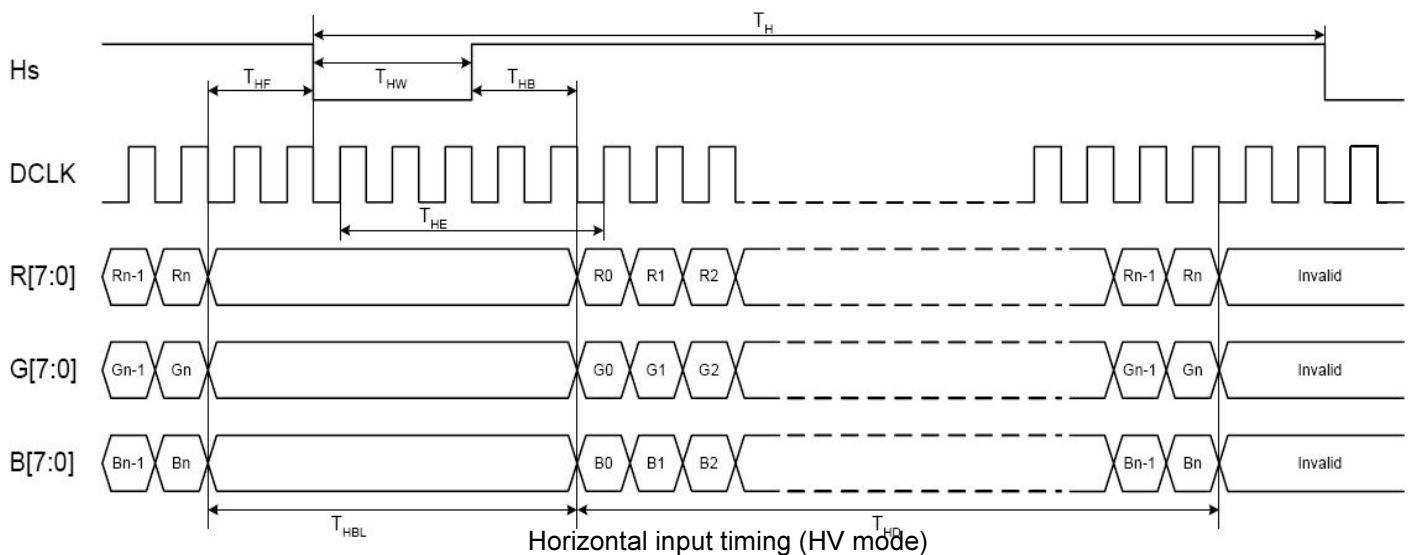 T_H
Hs
T_HF T_HW T_HB
DCLK
T_HE
R[7:0] Rn-1 Rn R0 R1 R2 Rn-1 Rn Invalid
G[7:0] Gn-1 Gn G0 G1 G2 Gn-1 Gn Invalid
B[7:0] Bn-1 Bn B0 B1 B2 Bn-1 Bn Invalid
T_HBL T_HD
Horizontal input timing (HV mode)